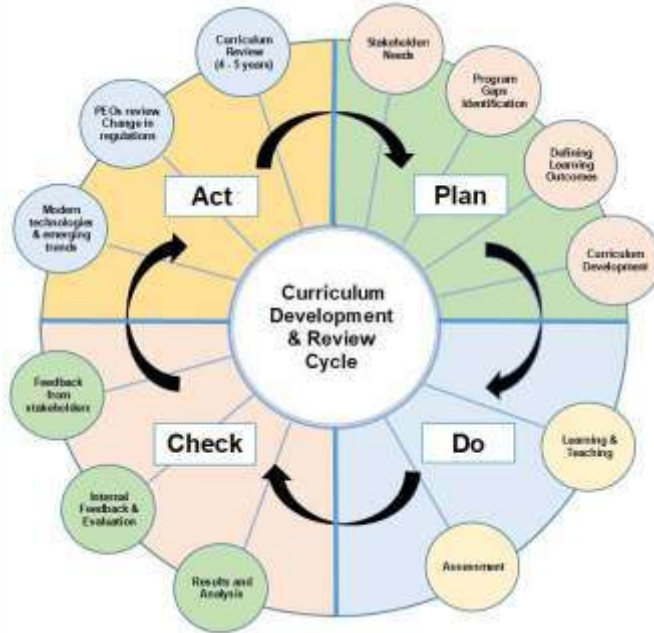 Curriculum
Review
(4 - 5 years)
Stakeholders
Needs
Program
Gaps
Identification
PEOs review
Change in
regulations
Defining
Learning
Outcomes
Act
Plan
Modern
technologies
& emerging
trends
Curriculum
Development
Curriculum
Development
& Review
Cycle
Feedback
from
stakeholders
Check
Do
Learning &
Teaching
Internal
Feedback &
Evaluation
Assessment
Results and
Analysis